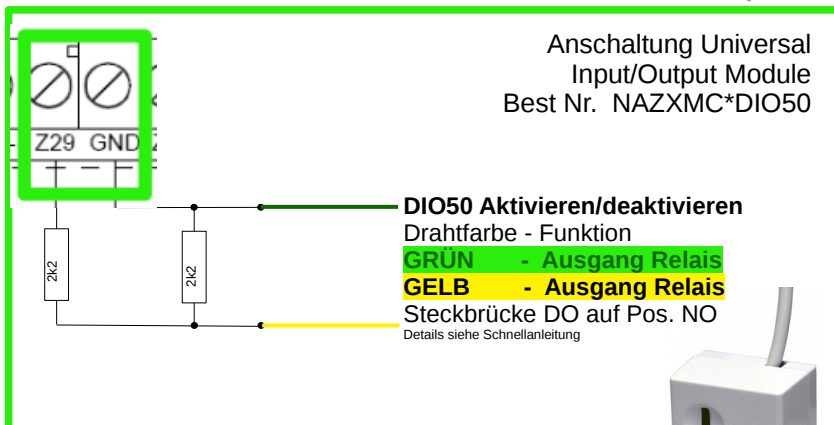 Anschaltung Universal
Input/Output Module
Best Nr. NAZXMC*DIO50
Z29 GND
2k2
2k2
DIO50 Aktivieren/deaktivieren
Drahtfarbe - Funktion
GRÜN - Ausgang Relais
GELB - Ausgang Relais
Steckbrücke DO auf Pos. NO
Details siehe Schnellanleitung